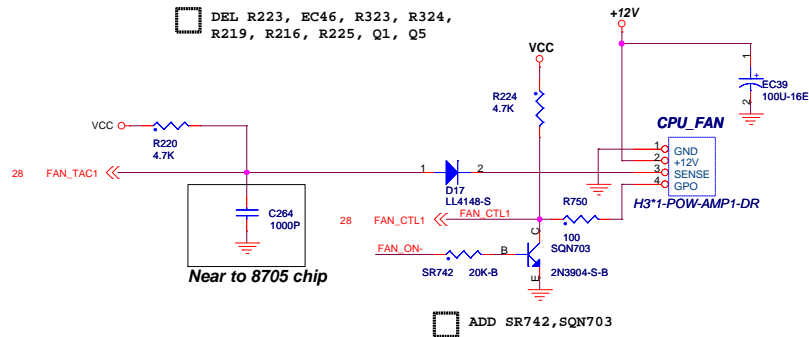 DEL R223, EC46, R323, R324,
R219, R216, R225, Q1, Q5
+12V
VCC
1
EC39
100U-16E
+
2
R224
4.7K
VCC
R220
4.7K
CPU_FAN
1 GND
2 +12V
3 SENSE
4 GPO
H3*1-POW-AMP1-DR
28 FAN_TAC1
1 2
D17
LL4148-S
R750
100
C264
1000P
Near to 8705 chip
28 FAN_CTL1 FAN_CTL1
C
SQN703
FAN_ON-
B
SR742 20K-B
2N3904-S-B
E
ADD SR742,SQN703